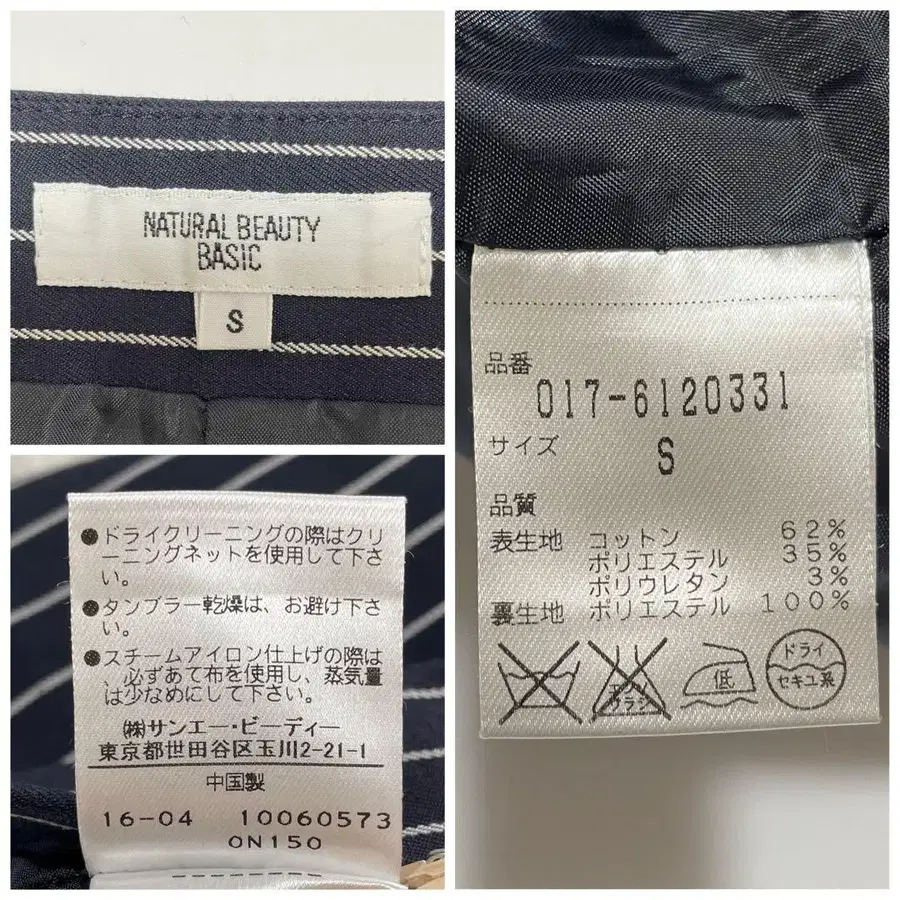 NATURAL BEAUTY
BASIC
S
品番
017-6120331
サイズ
S
品質
表生地 コットン 62%
ポリエステル 35%
ポリウレタン 3%
裏生地 ポリエステル 100%
エンソ
サラシ
低
ドライ
セキユ系
●ドライクリーニングの際はクリ
ーニングネットを使用して下さ
い。
●タンブラー乾燥は、お避け下さ
い。
●スチームアイロン仕上げの際は
必ずあて布を使用し、蒸気量
は少なめにして下さい。
㈱サンエー・ビーディー
東京都世田谷区玉川2-21-1
中国製
16-04 10060573
0N150